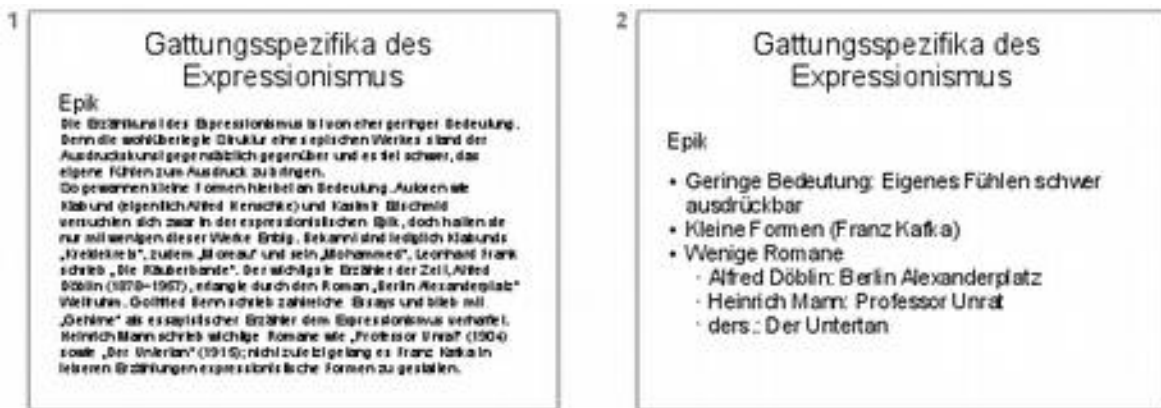 1
Gattungsspezifika des
Expressionismus
Epik
Die Erzählkunst des Expressionismus ist von eher geringer Bedeutung.
Denn die wohlüberlegte Struktur eines epischen Werkes stand der
Ausdruckskunst gegensätzlich gegenüber und es fiel schwer, das
eigene Fühlen zum Ausdruck zu bringen.
So gewannen kleine Formen hierbei an Bedeutung. Autoren wie
Klabund (eigentlich Alfred Henschke) und Kasimir Edschmid
versuchten sich zwar in der expressionistischen Epik, doch hatten sie
nur mit wenigen dieser Werke Erfolg. Bekannt sind lediglich Klabunds
„Kreidekreis“, zudem „Moreau“ und sein „Mohammed“. Leonhard Frank
schrieb „Die Räuberbande“. Der wichtigste Erzähler der Zeit, Alfred
Döblin (1878–1957), erlangte durch den Roman „Berlin Alexanderplatz“
Weltruhm. Gottfried Benn schrieb zahlreiche Essays und blieb mit
„Gehirne“ als essayistischer Erzähler dem Expressionismus verhaftet.
Heinrich Mann schrieb wichtige Romane wie „Professor Unrat“ (1904)
sowie „Der Untertan“ (1915); nicht zuletzt gelang es Franz Kafka in
Erzählungen expressionistische Formen zu gestalten.
2
Gattungsspezifika des
Expressionismus
Epik
• Geringe Bedeutung: Eigenes Fühlen schwer
ausdrückbar
• Kleine Formen (Franz Kafka)
• Wenige Romane
· Alfred Döblin: Berlin Alexanderplatz
· Heinrich Mann: Professor Unrat
· ders.: Der Untertan